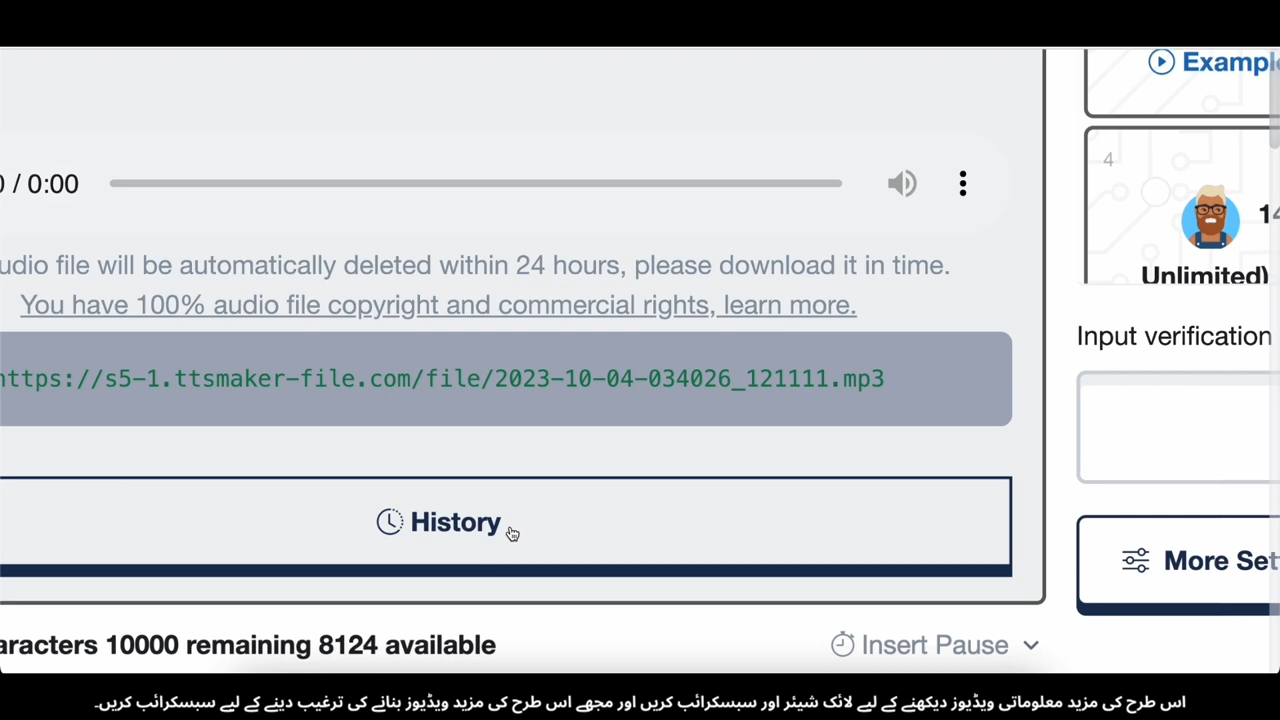 Exampl
0 / 0:00
4
14
Unlimited)
udio file will be automatically deleted within 24 hours, please download it in time.
You have 100% audio file copyright and commercial rights, learn more.
Input verification
https://s5-1.ttsmaker-file.com/file/2023-10-04-034026_121111.mp3
History
More Set
aracters 10000 remaining 8124 available
Insert Pause
اس طرح کی مزید معلوماتی ویڈیوز دیکھنے کے لیے لائک شیئر اور سبسکرائب کریں اور مجھے اس طرح کی مزید ویڈیوز بنانے کی ترغیب دینے کے لیے سبسکرائب کریں۔